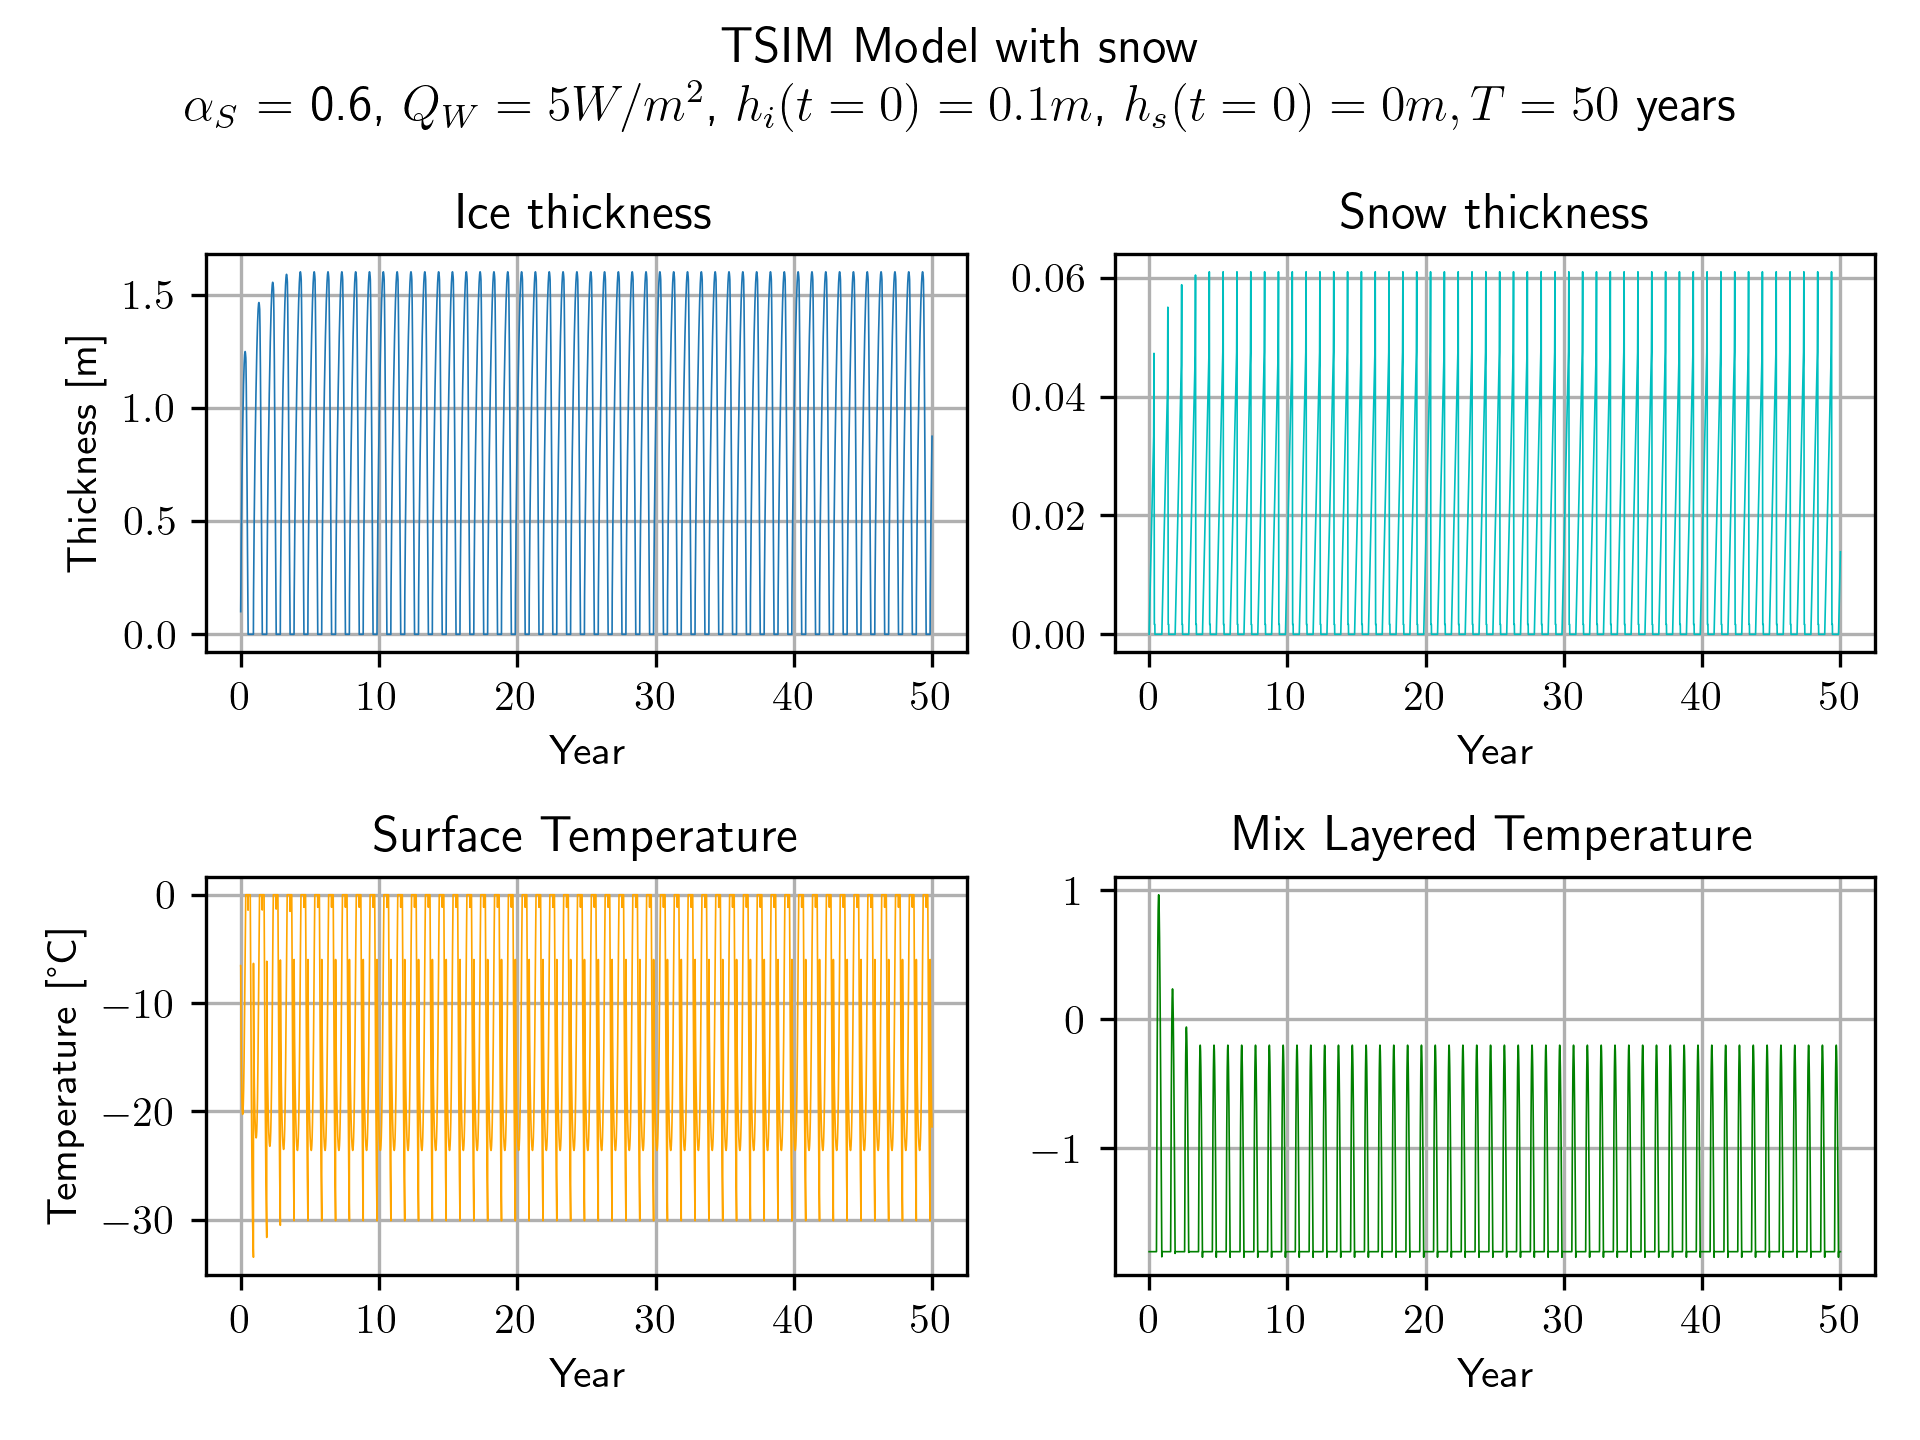 TSIM Model with snow
α_S = 0.6, Q_W = 5W/m², h_i(t = 0) = 0.1m, h_s(t = 0) = 0m, T = 50 years
Ice thickness
Snow thickness
Thickness [m]
1.5
1.0
0.5
0.0
0 10 20 30 40 50
Year
0.06
0.04
0.02
0.00
0 10 20 30 40 50
Year
Surface Temperature
Mix Layered Temperature
Temperature [°C]
0
−10
−20
−30
0 10 20 30 40 50
Year
1
0
−1
0 10 20 30 40 50
Year